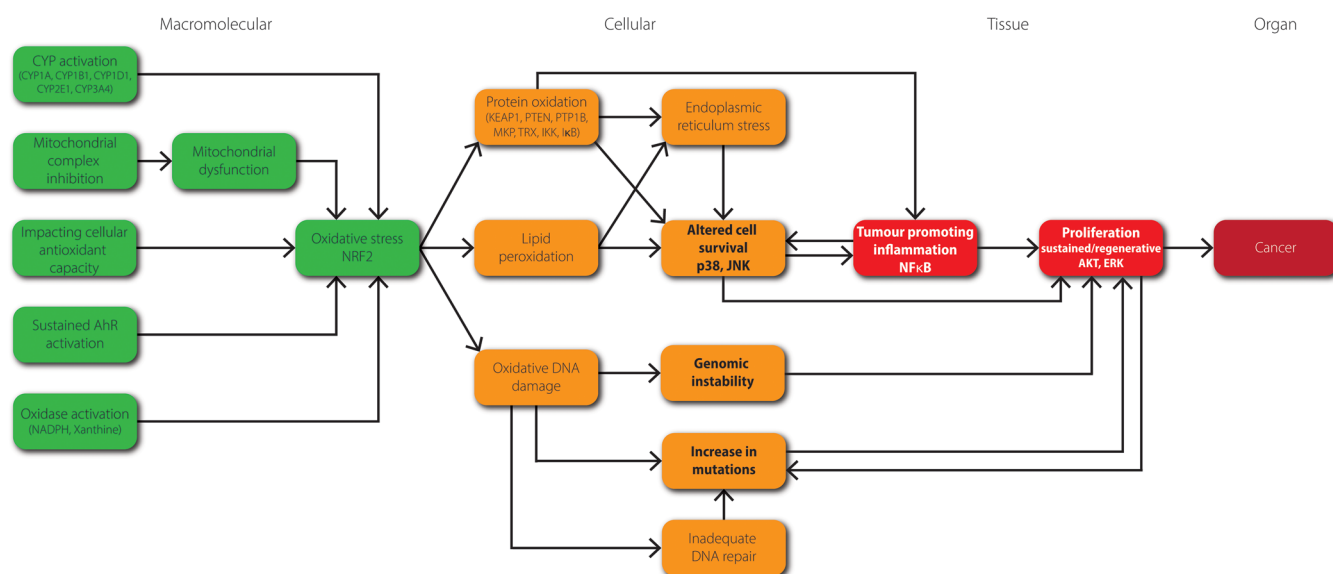 Macromolecular
Cellular
Tissue
Organ
CYP activation
(CYP1A, CYP1B1, CYP1D1,
CYP2E1, CYP3A4)
Mitochondrial
complex
inhibition
Mitochondrial
dysfunction
Impacting cellular
antioxidant
capacity
Oxidative stress
NRF2
Sustained AhR
activation
Oxidase activation
(NADPH, Xanthine)
Protein oxidation
(KEAP1, PTEN, PTP1B,
MKP, TRX, IKK, IκB)
Endoplasmic
reticulum stress
Lipid
peroxidation
Altered cell
survival
p38, JNK
Tumour promoting
inflammation
NFκB
Proliferation
sustained/regenerative
AKT, ERK
Cancer
Oxidative DNA
damage
Genomic
instability
Increase in
mutations
Inadequate
DNA repair